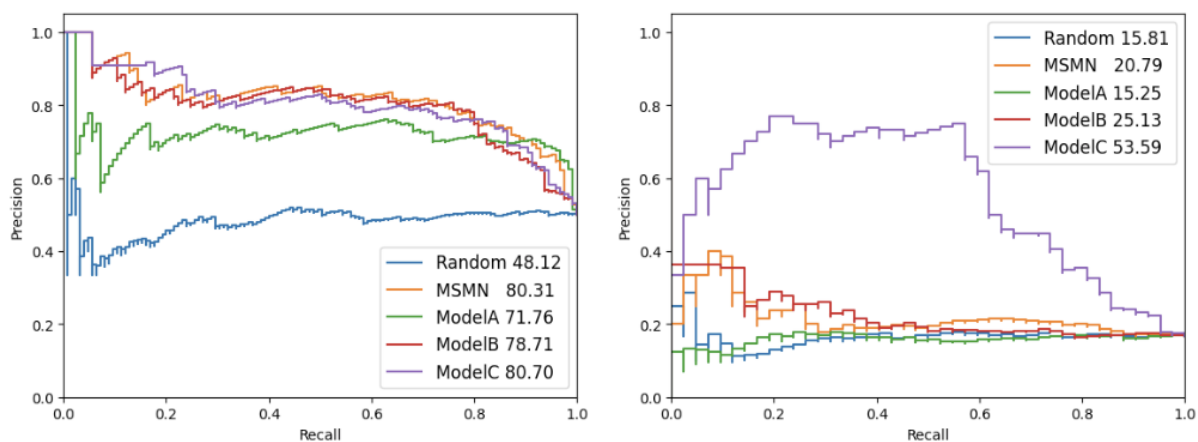 1.0
0.8
0.6
0.4
0.2
0.0
Precision
0.0 0.2 0.4 0.6 0.8 1.0
Recall
Random 48.12
MSMN 80.31
ModelA 71.76
ModelB 78.71
ModelC 80.70
1.0
0.8
0.6
0.4
0.2
0.0
Precision
0.0 0.2 0.4 0.6 0.8 1.0
Recall
Random 15.81
MSMN 20.79
ModelA 15.25
ModelB 25.13
ModelC 53.59